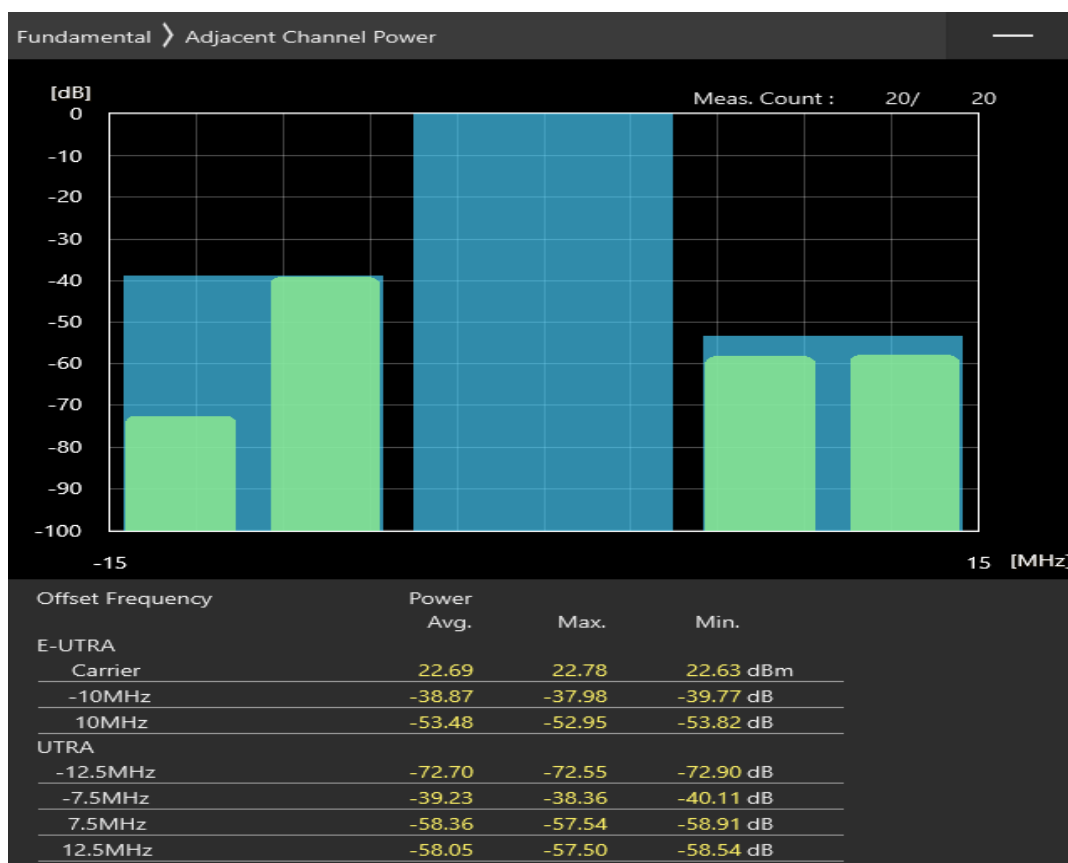 Fundamental 〉 Adjacent Channel Power
[dB]
Meas. Count : 20/ 20
0
-10
-20
-30
-40
-50
-60
-70
-80
-90
-100
-15 15 [MHz]
Offset Frequency Power
Avg. Max. Min.
E-UTRA
Carrier 22.69 22.78 22.63 dBm
-10MHz -38.87 -37.98 -39.77 dB
10MHz -53.48 -52.95 -53.82 dB
UTRA
-12.5MHz -72.70 -72.55 -72.90 dB
-7.5MHz -39.23 -38.36 -40.11 dB
7.5MHz -58.36 -57.54 -58.91 dB
12.5MHz -58.05 -57.50 -58.54 dB